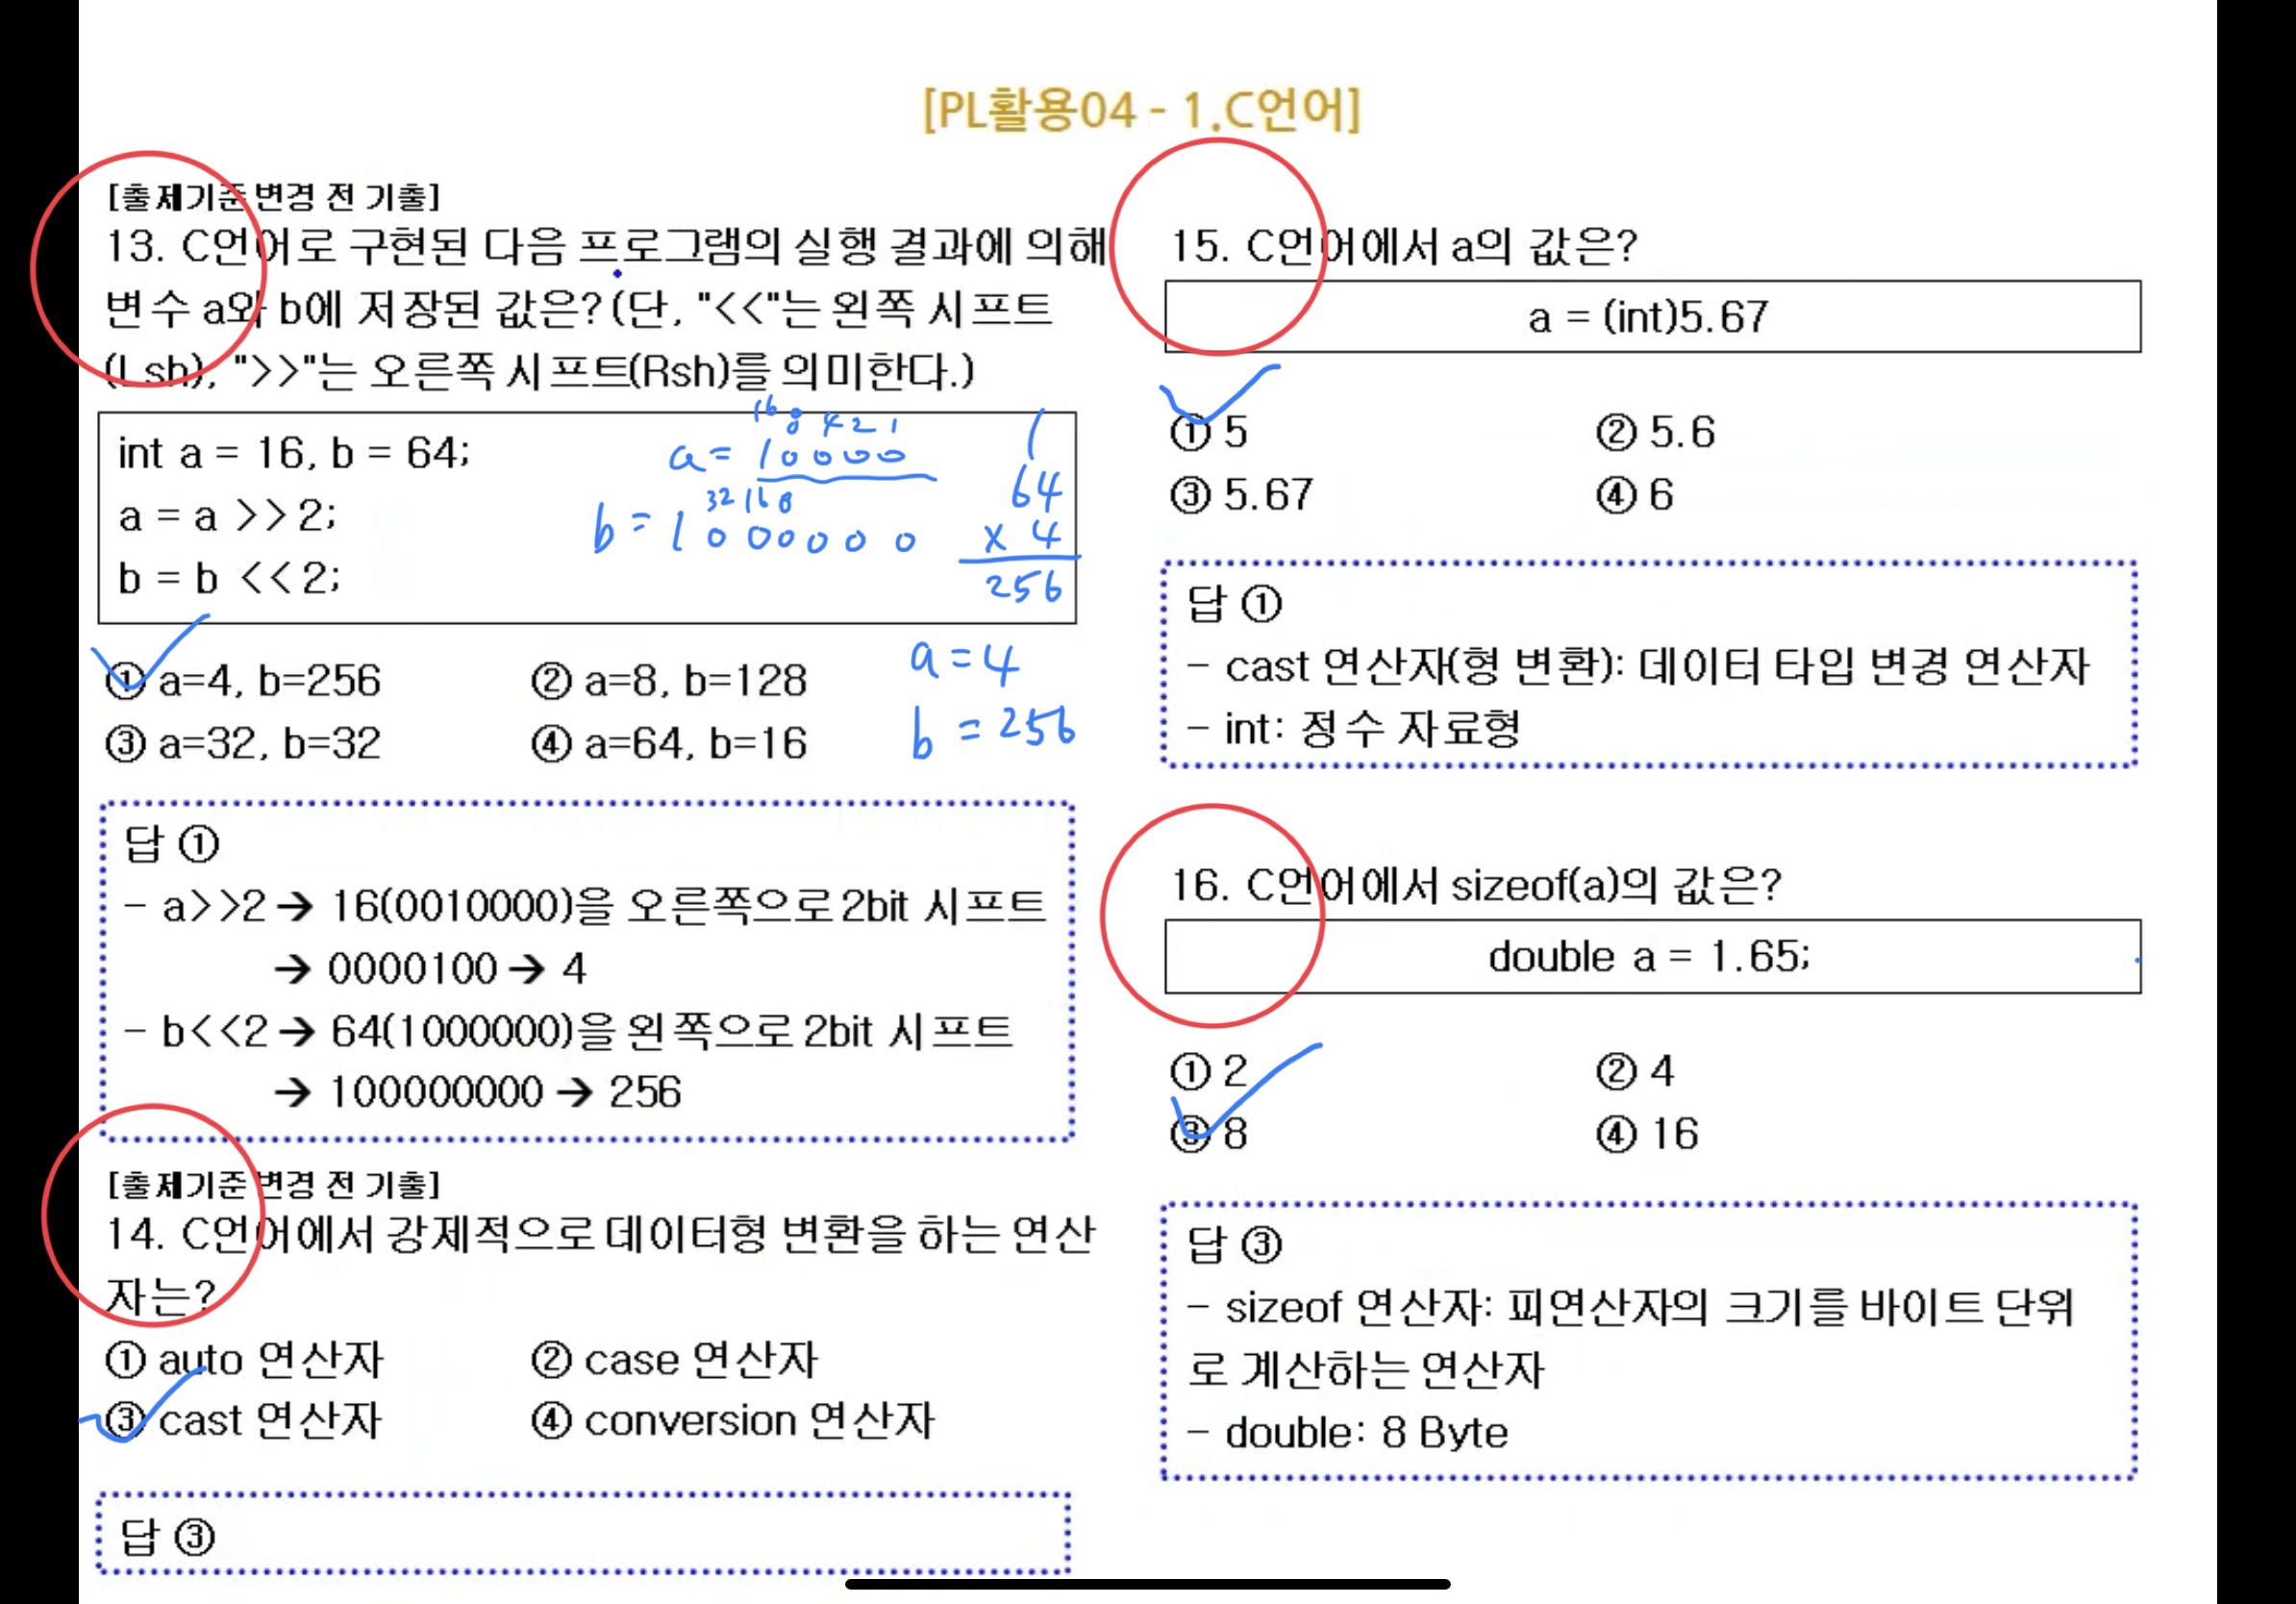 [PL활용04 - 1.C언어]
[출제기준변경 전 기출]
13. C언어로 구현된 다음 프로그램의 실행 결과에 의해
변수 a와 b에 저장된 값은?(단, "<<"는 왼쪽 시프트
(Lsh), ">>"는 오른쪽 시프트(Rsh)를 의미한다.)
int a = 16, b = 64;
a = a >>2;
b = b <<2;
16 8 4 2 1
a = 10000
32 16 8
b = 1000000
1
64
x 4
256
① a=4, b=256
② a=8, b=128
③ a=32, b=32
④ a=64, b=16
a = 4
b = 256
답 ①
- a>>2 → 16(0010000)을 오른쪽으로 2bit 시프트
→ 0000100 → 4
- b<<2 → 64(1000000)을 왼쪽으로 2bit 시프트
→ 100000000 → 256
[출제기준변경 전 기출]
14. C언어에서 강제적으로 데이터형 변환을 하는 연산
자는?
① auto 연산자
② case 연산자
③ cast 연산자
④ conversion 연산자
답 ③
15. C언어에서 a의 값은?
a = (int)5.67
① 5
② 5.6
③ 5.67
④ 6
답 ①
- cast 연산자(형 변환): 데이터 타입 변경 연산자
- int: 정수 자료형
16. C언어에서 sizeof(a)의 값은?
double a = 1.65;
① 2
② 4
③ 8
④ 16
답 ③
- sizeof 연산자: 피연산자의 크기를 바이트 단위
로 계산하는 연산자
- double: 8 Byte